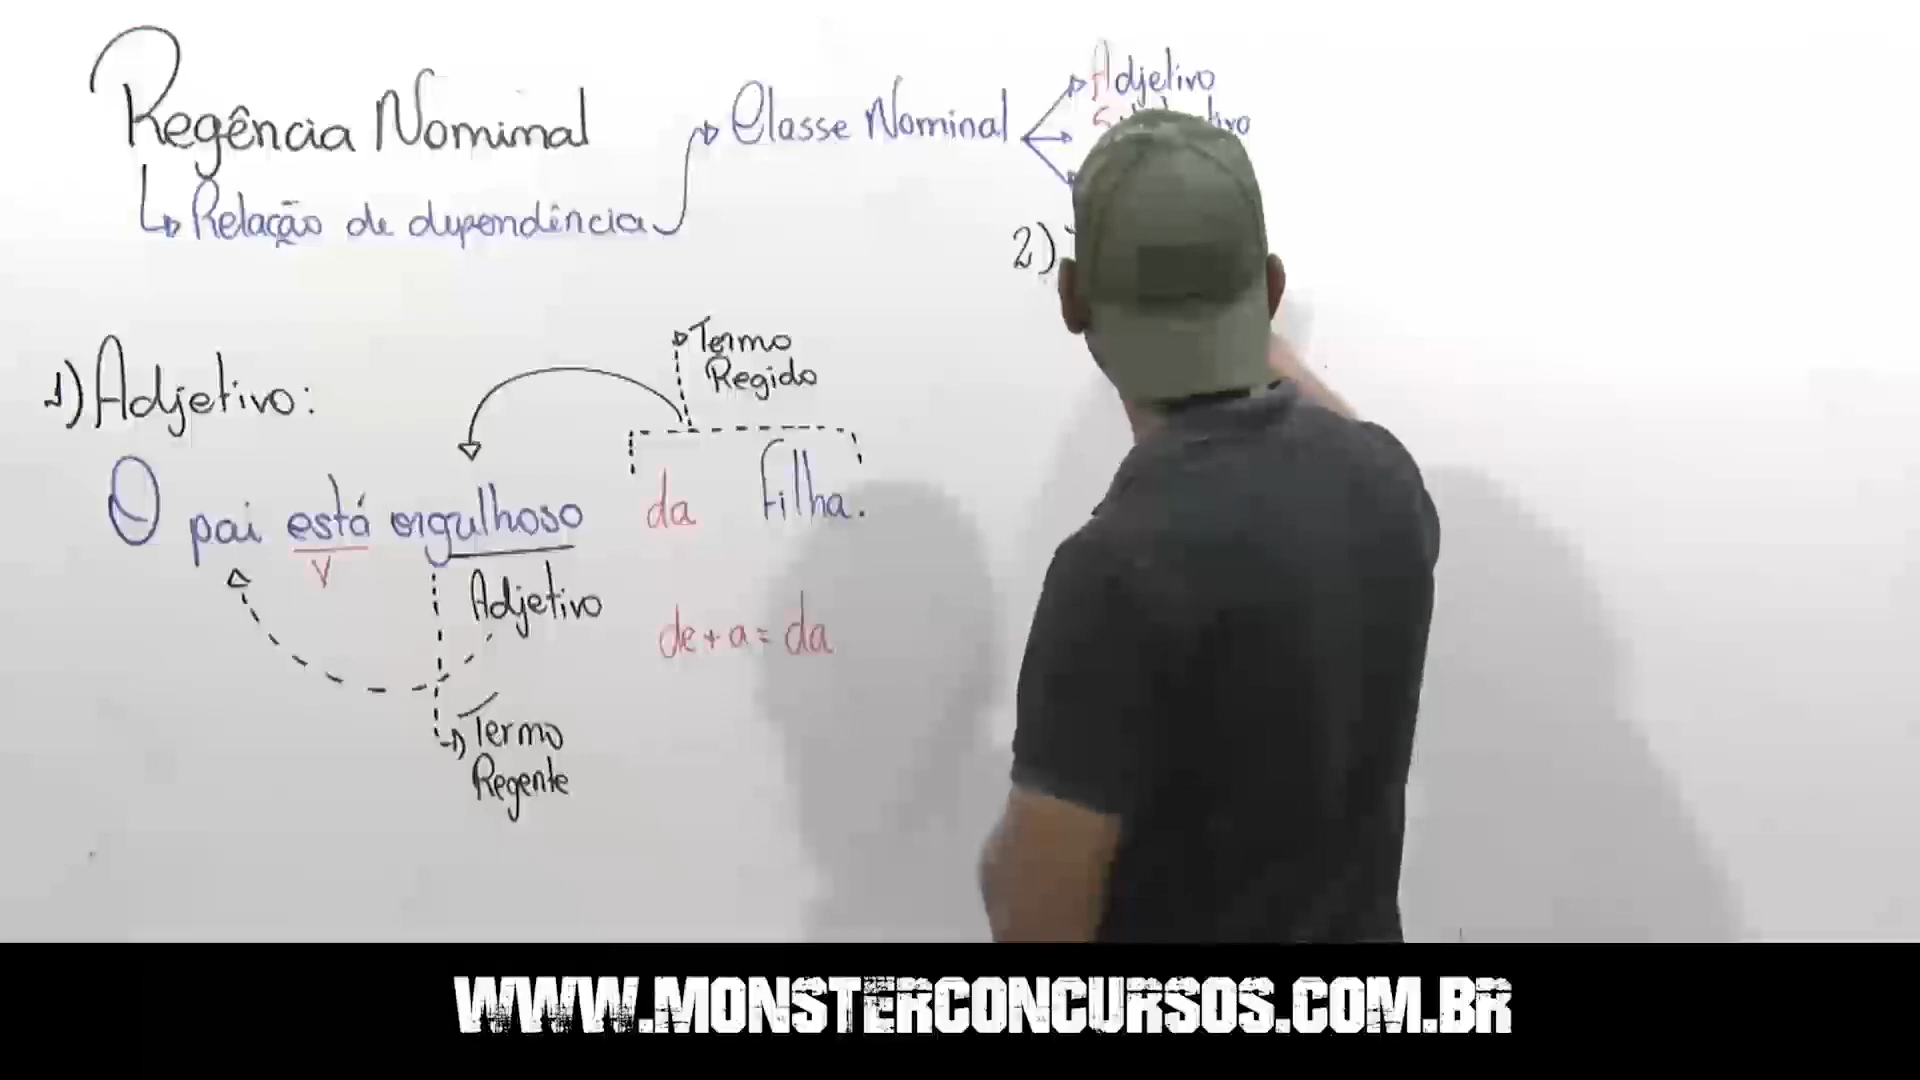 Regência Nominal
Relação de dependência
Classe Nominal
Adjetivo
2)
1) Adjetivo:
Termo
Regido
O pai está orgulhoso da filha.
V
Adjetivo
de + a = da
Termo
Regente
WWW.MONSTERCONCURSOS.COM.BR